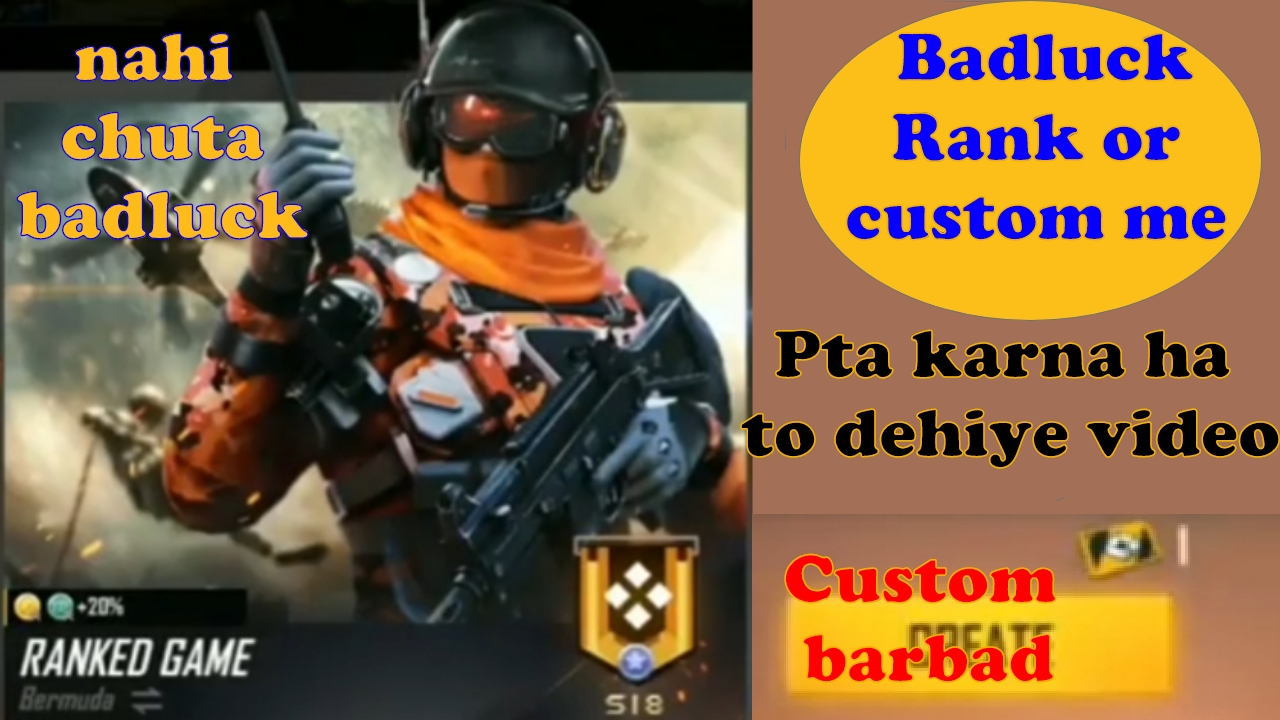 nahi
chuta
badluck
Badluck
Rank or
custom me
Pta karna ha
to dehiye video
+20%
RANKED GAME
Bermuda
S18
CREATE
Custom
barbad